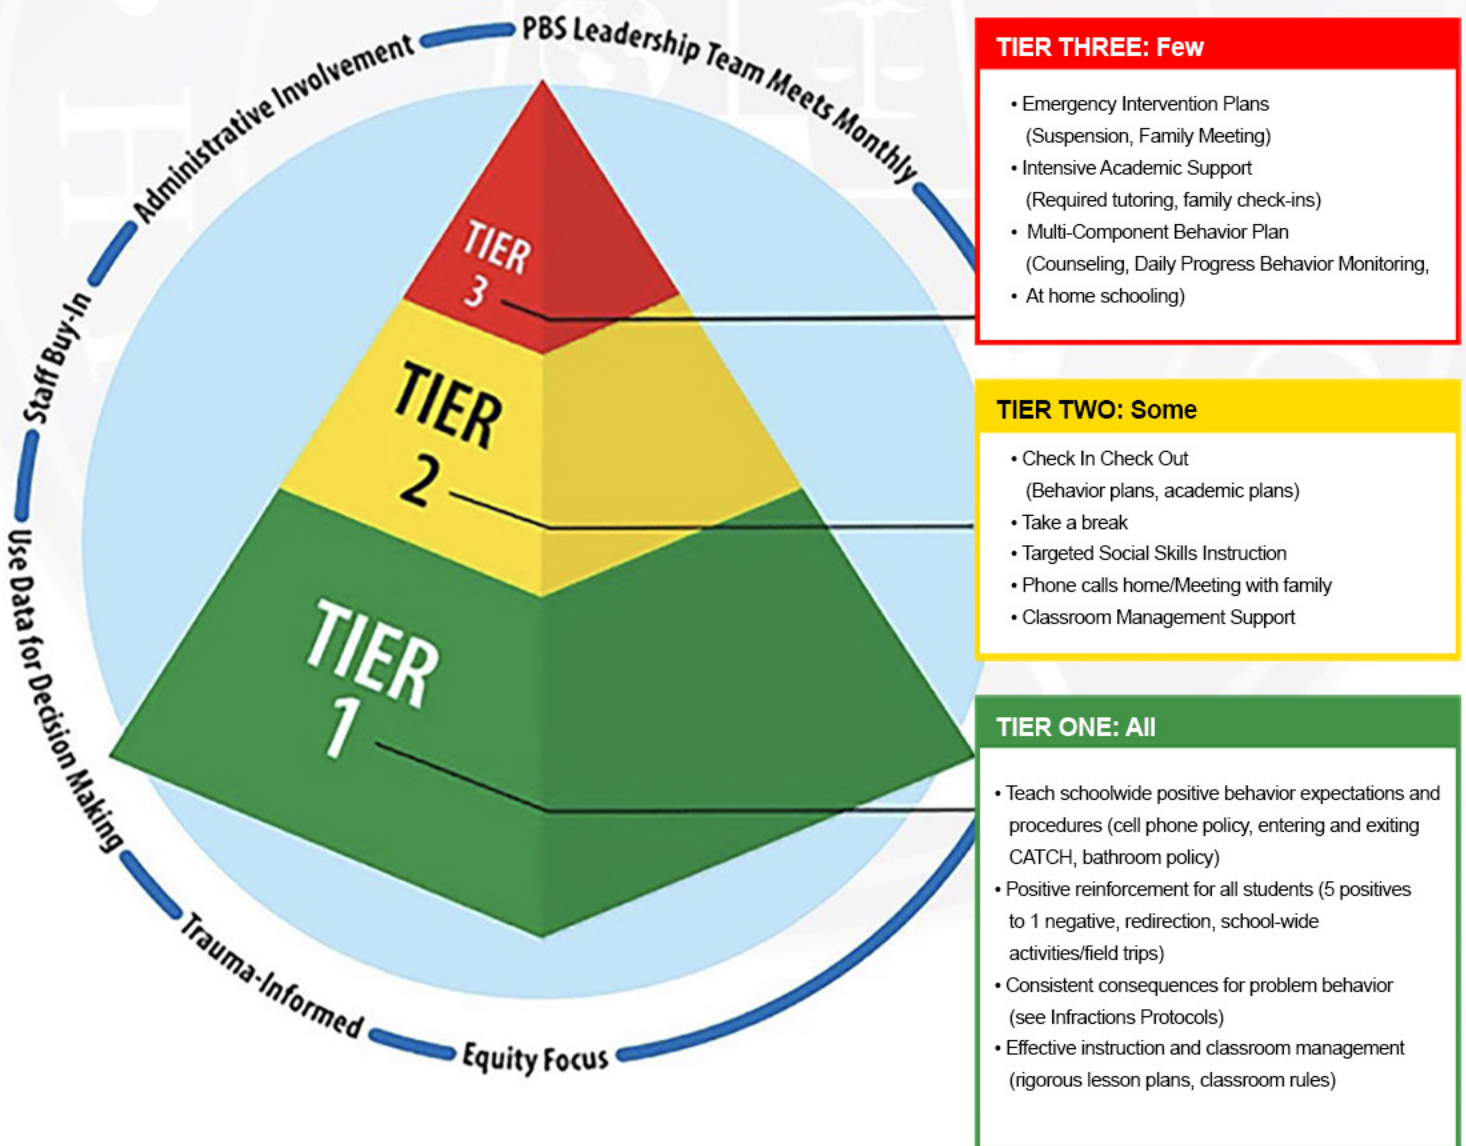 PBS Leadership Team Meets Monthly
Administrative Involvement
Staff Buy-In
Use Data for Decision Making
Trauma-Informed
Equity Focus
TIER
3
TIER
2
TIER
1
TIER THREE: Few
• Emergency Intervention Plans
(Suspension, Family Meeting)
• Intensive Academic Support
(Required tutoring, family check-ins)
• Multi-Component Behavior Plan
(Counseling, Daily Progress Behavior Monitoring,
• At home schooling)
TIER TWO: Some
• Check In Check Out
(Behavior plans, academic plans)
• Take a break
• Targeted Social Skills Instruction
• Phone calls home/Meeting with family
• Classroom Management Support
TIER ONE: All
• Teach schoolwide positive behavior expectations and
procedures (cell phone policy, entering and exiting
CATCH, bathroom policy)
• Positive reinforcement for all students (5 positives
to 1 negative, redirection, school-wide
activities/field trips)
• Consistent consequences for problem behavior
(see Infractions Protocols)
• Effective instruction and classroom management
(rigorous lesson plans, classroom rules)